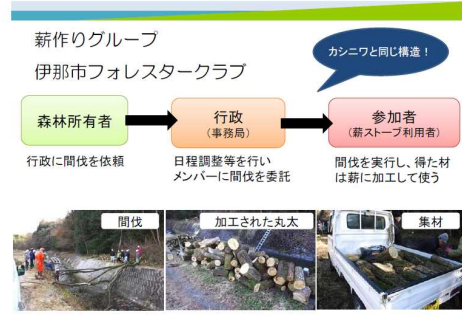 薪作りグループ
伊那市フォレスタークラブ
カシニワと同じ構造！
森林所有者
行政
（事務局）
参加者
（薪ストーブ利用者）
行政に間伐を依頼
日程調整等を行い
メンバーに間伐を委託
間伐を実行し、得た材
は薪に加工して使う
間伐
加工された丸太
集材